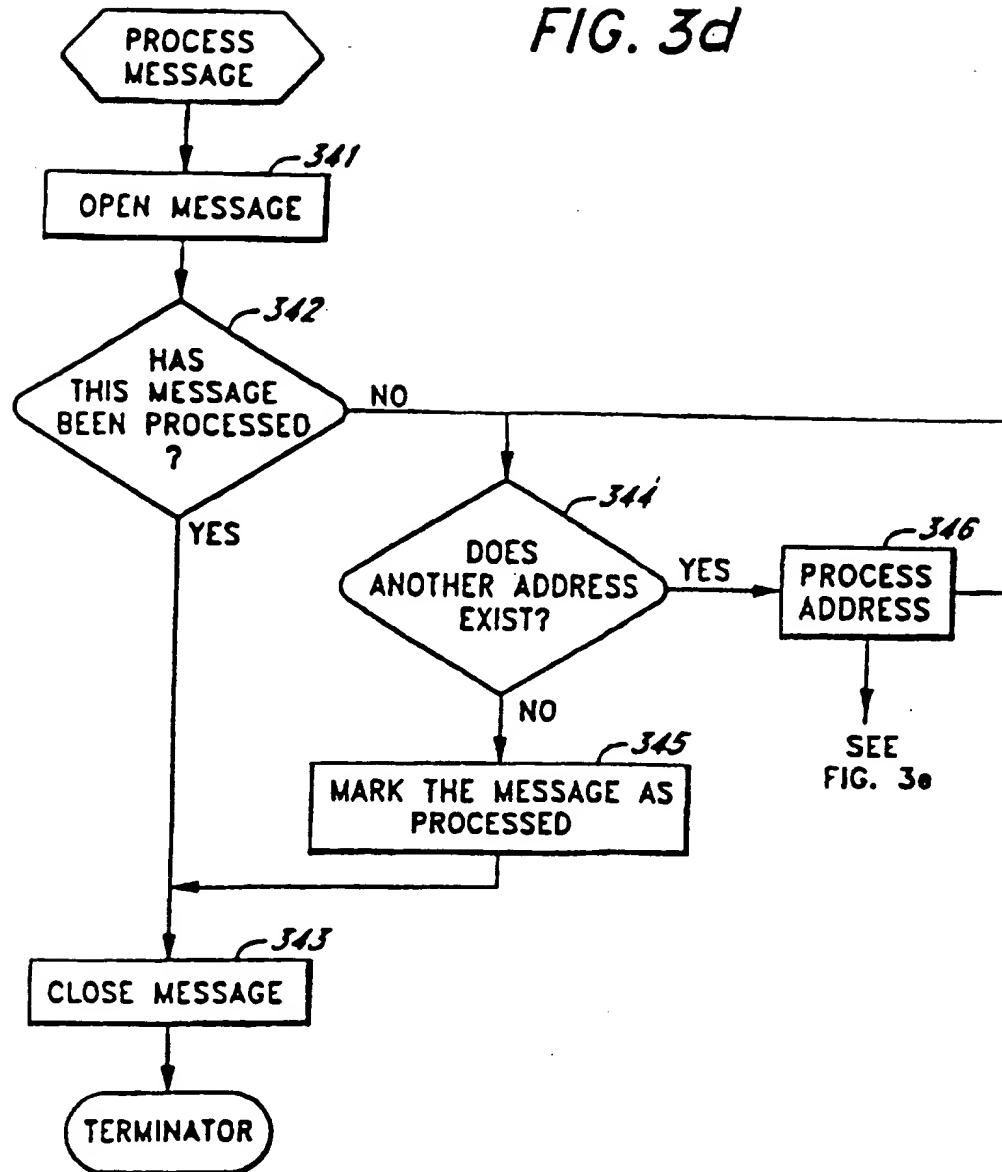 FIG. 3d
PROCESS
MESSAGE
341
OPEN MESSAGE
342
HAS
THIS MESSAGE
BEEN PROCESSED
?
NO
YES
344
DOES
ANOTHER ADDRESS
EXIST?
YES
346
PROCESS
ADDRESS
NO
SEE
FIG. 3e
345
MARK THE MESSAGE AS
PROCESSED
343
CLOSE MESSAGE
TERMINATOR